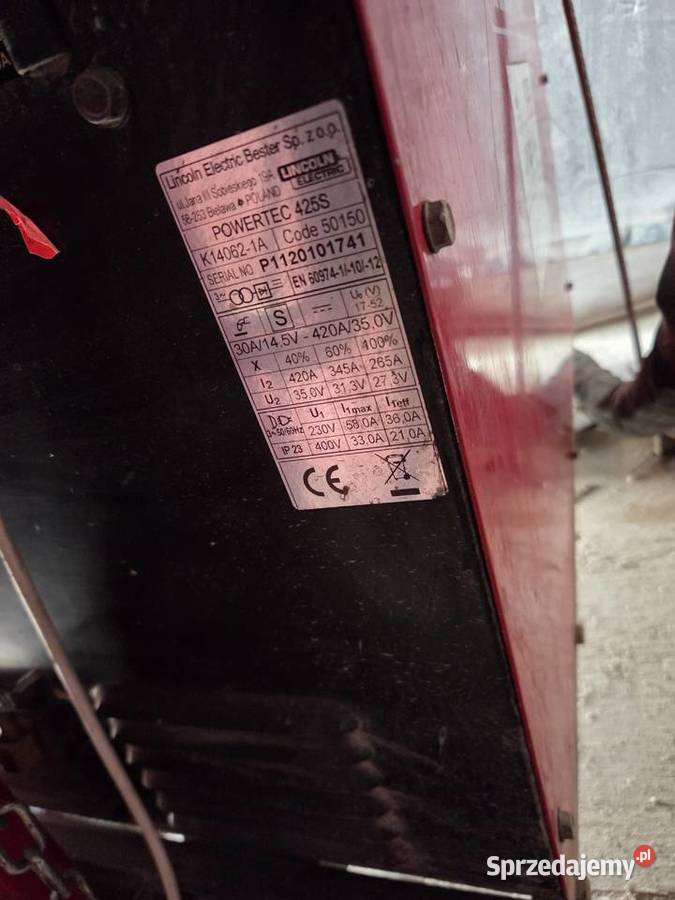 Lincoln Electric Bester Sp. z o.o.
ul.Jana III Sobieskiego 19A
58-263 Bielawa ● POLAND
LINCOLN
ELECTRIC
POWERTEC 425S
K14062-1A Code 50150
SERIAL NO P1120101741
3~ EN 60974-1/-10/-12
S U₀ (V)
17-52
30A/14.5V - 420A/35.0V
X 40% 60% 100%
I₂ 420A 345A 265A
U₂ 35.0V 31.3V 27.3V
U₁ I₁max I₁eff
3~50/60Hz 230V 58.0A 36.0A
IP 23 400V 33.0A 21.0A
CE
Sprzedajemy.pl